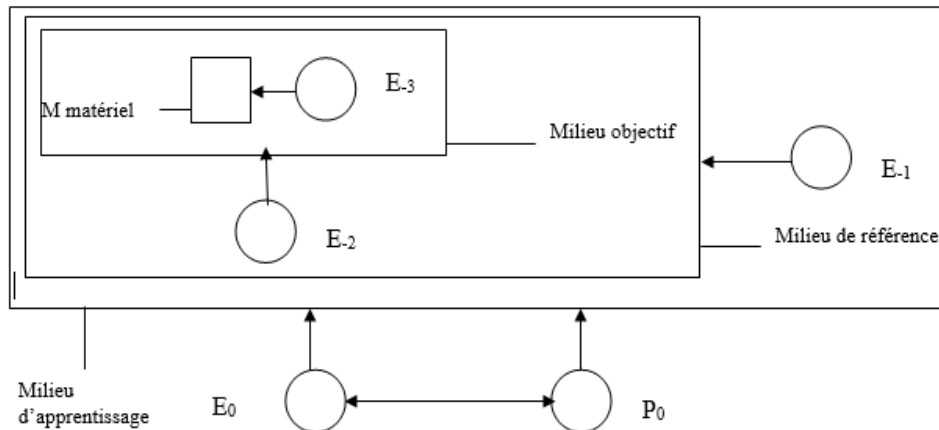 E-3
M matériel
Milieu objectif
E-1
E-2
Milieu de référence
Milieu
d'apprentissage
E0
P0